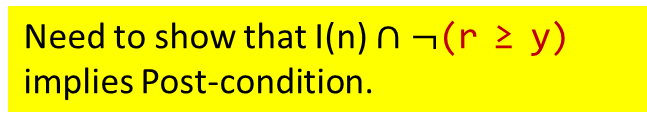 Need to show that I(n) ∩ ¬(r ≥ y)
implies Post-condition.